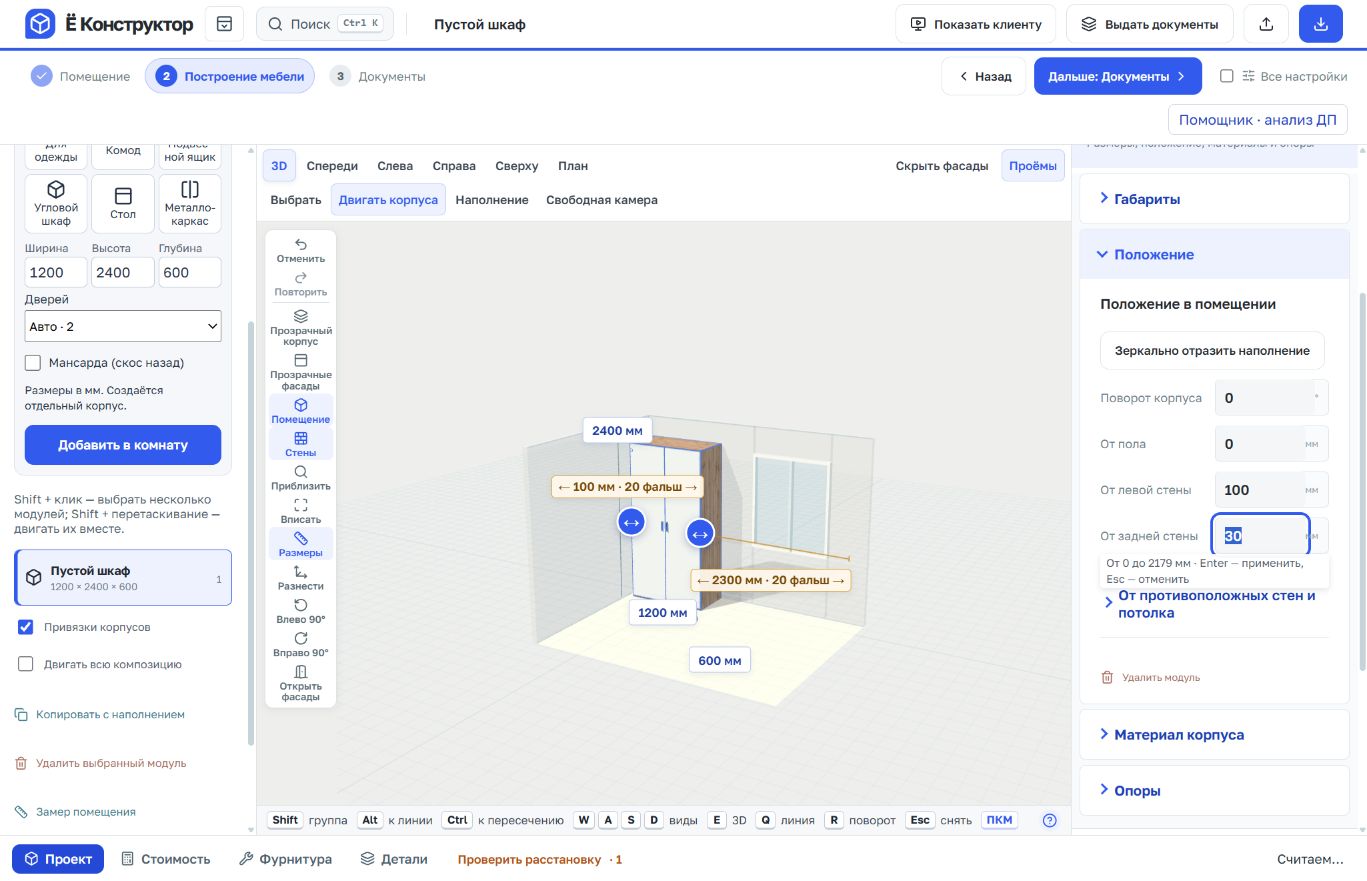 Ё Конструктор
Поиск Ctrl K
Пустой шкаф
Показать клиенту
Выдать документы
Помещение
2 Построение мебели
3 Документы
Назад
Дальше: Документы
Все настройки
Помощник · анализ ДП
одежды
Комод
ной ящик
Угловой шкаф
Стол
Металло-каркас
Ширина Высота Глубина
1200 2400 600
Дверей
Авто · 2
Мансарда (скос назад)
Размеры в мм. Создаётся
отдельный корпус.
Добавить в комнату
Shift + клик — выбрать несколько
модулей; Shift + перетаскивание —
двигать их вместе.
Пустой шкаф
1200 × 2400 × 600
1
Привязки корпусов
Двигать всю композицию
Копировать с наполнением
Удалить выбранный модуль
Замер помещения
3D Спереди Слева Справа Сверху План
Скрыть фасады Проёмы
Выбрать Двигать корпуса Наполнение Свободная камера
Отменить
Повторить
Прозрачный
корпус
Прозрачные
фасады
Помещение
Стены
Приблизить
Вписать
Размеры
Разнести
Влево 90°
Вправо 90°
Открыть
фасады
2400 мм
← 100 мм · 20 фальш →
← 2300 мм · 20 фальш →
1200 мм
600 мм
Shift группа Alt к линии Ctrl к пересечению W A S D виды E 3D Q линия R поворот Esc снять ПКМ ?
Габариты
Положение
Положение в помещении
Зеркально отразить наполнение
Поворот корпуса 0 °
От пола 0 мм
От левой стены 100 мм
От задней стены 30 мм
От 0 до 2179 мм · Enter — применить,
Esc — отменить
От противоположных стен и
потолка
Удалить модуль
Материал корпуса
Опоры
Проект
Стоимость
Фурнитура
Детали
Проверить расстановку · 1
Считаем...